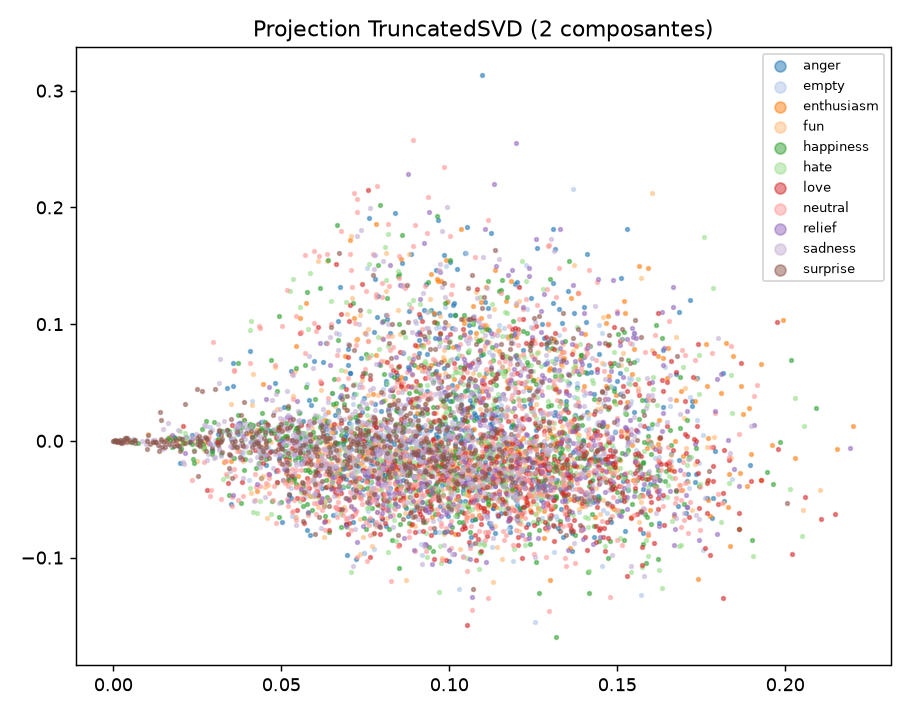 Projection TruncatedSVD (2 composantes)
anger
empty
enthusiasm
fun
happiness
hate
love
neutral
relief
sadness
surprise
0.3
0.2
0.1
0.0
−0.1
0.00 0.05 0.10 0.15 0.20